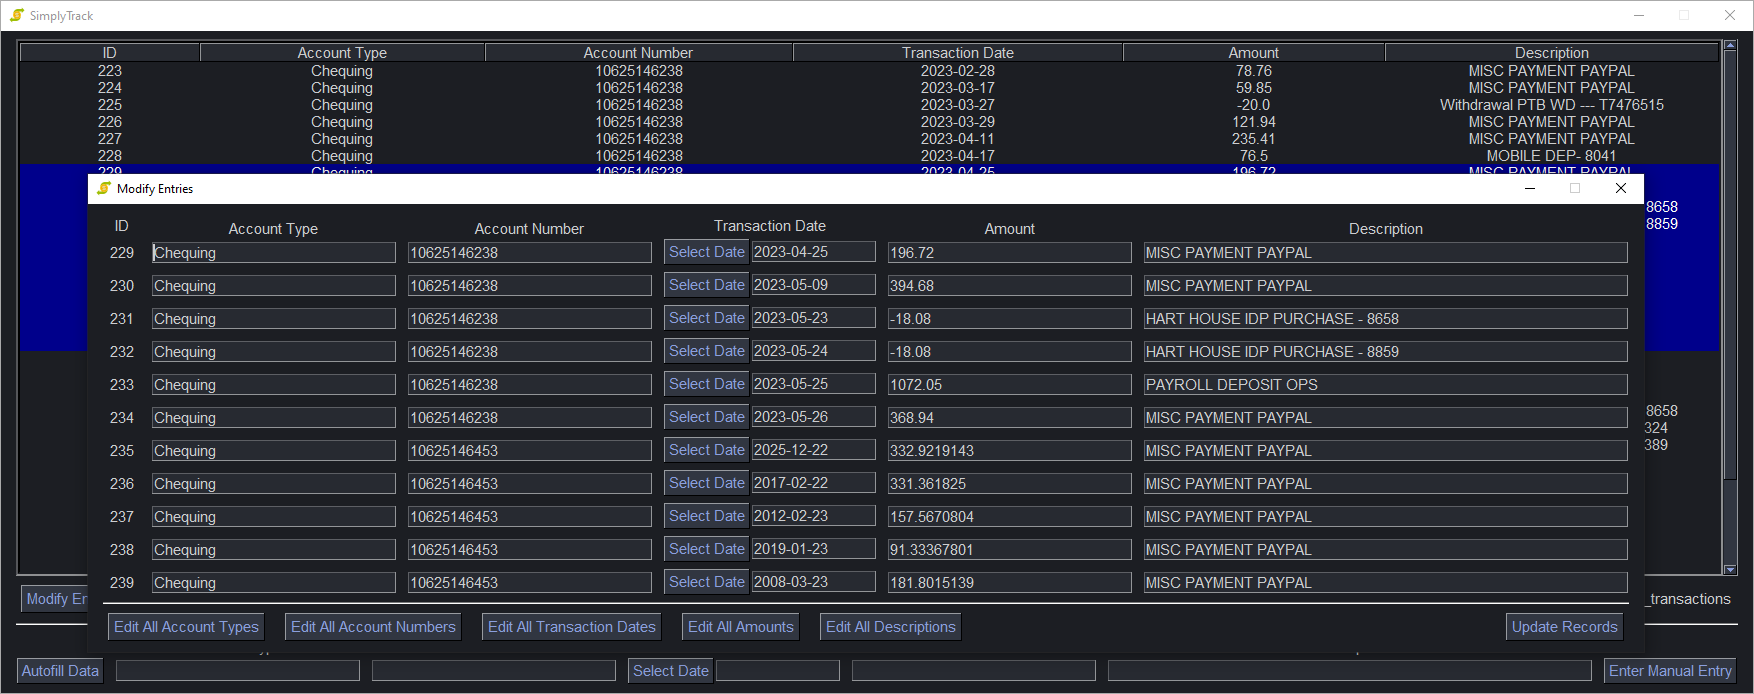 SimplyTrack
ID Account Type Account Number Transaction Date Amount Description
223 Chequing 10625146238 2023-02-28 78.76 MISC PAYMENT PAYPAL
224 Chequing 10625146238 2023-03-17 59.85 MISC PAYMENT PAYPAL
225 Chequing 10625146238 2023-03-27 -20.0 Withdrawal PTB WD --- T7476515
226 Chequing 10625146238 2023-03-29 121.94 MISC PAYMENT PAYPAL
227 Chequing 10625146238 2023-04-11 235.41 MISC PAYMENT PAYPAL
228 Chequing 10625146238 2023-04-17 76.5 MOBILE DEP- 8041
229 Chequing 10625146238 2023-04-25 196.72 MISC PAYMENT PAYPAL
Modify Entries
8658
8859
ID Account Type Account Number Transaction Date Amount Description
229 Chequing 10625146238 Select Date 2023-04-25 196.72 MISC PAYMENT PAYPAL
230 Chequing 10625146238 Select Date 2023-05-09 394.68 MISC PAYMENT PAYPAL
231 Chequing 10625146238 Select Date 2023-05-23 -18.08 HART HOUSE IDP PURCHASE - 8658
232 Chequing 10625146238 Select Date 2023-05-24 -18.08 HART HOUSE IDP PURCHASE - 8859
233 Chequing 10625146238 Select Date 2023-05-25 1072.05 PAYROLL DEPOSIT OPS
234 Chequing 10625146238 Select Date 2023-05-26 368.94 MISC PAYMENT PAYPAL
8658
324
389
235 Chequing 10625146453 Select Date 2025-12-22 332.9219143 MISC PAYMENT PAYPAL
236 Chequing 10625146453 Select Date 2017-02-22 331.361825 MISC PAYMENT PAYPAL
237 Chequing 10625146453 Select Date 2012-02-23 157.5670804 MISC PAYMENT PAYPAL
238 Chequing 10625146453 Select Date 2019-01-23 91.33367801 MISC PAYMENT PAYPAL
239 Chequing 10625146453 Select Date 2008-03-23 181.8015139 MISC PAYMENT PAYPAL
Modify En
_transactions
Edit All Account Types Edit All Account Numbers Edit All Transaction Dates Edit All Amounts Edit All Descriptions Update Records
Autofill Data Select Date Enter Manual Entry